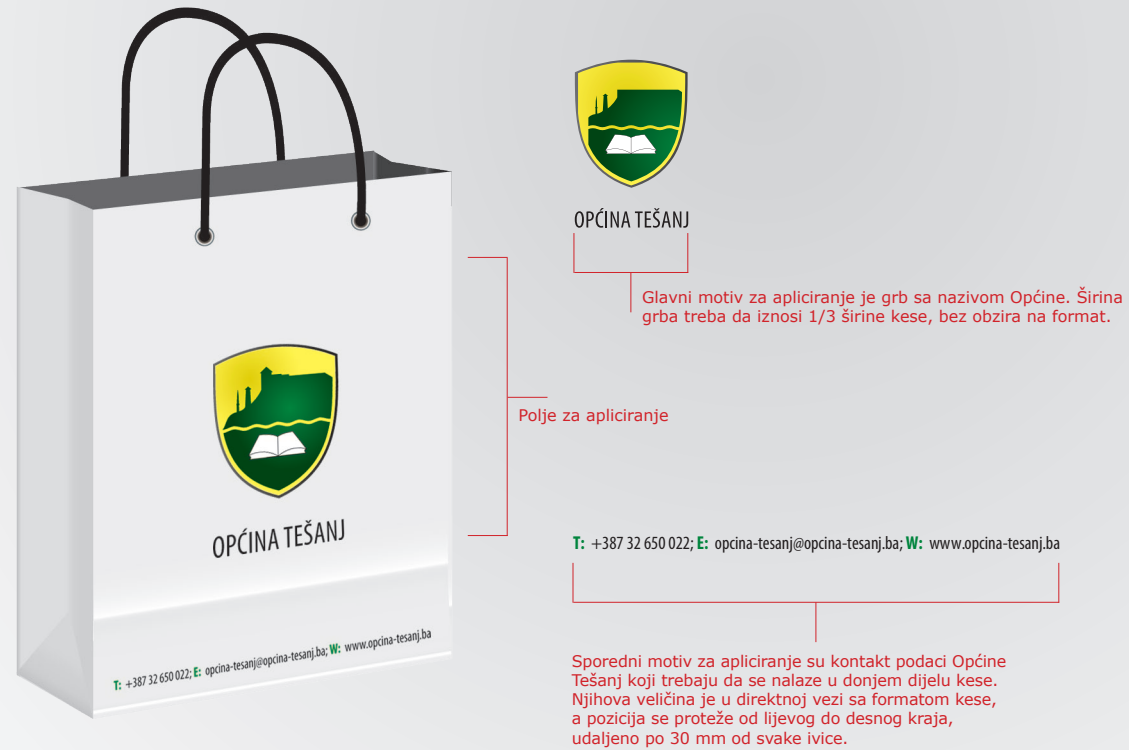 OPĆINA TEŠANJ
Glavni motiv za apliciranje je grb sa nazivom Općine. Širina
grba treba da iznosi 1/3 širine kese, bez obzira na format.
Polje za apliciranje
OPĆINA TEŠANJ
T: +387 32 650 022; E: opcina-tesanj@opcina-tesanj.ba; W: www.opcina-tesanj.ba
T: +387 32 650 022; E: opcina-tesanj@opcina-tesanj.ba; W: www.opcina-tesanj.ba
Sporedni motiv za apliciranje su kontakt podaci Općine
Tešanj koji trebaju da se nalaze u donjem dijelu kese.
Njihova veličina je u direktnoj vezi sa formatom kese,
a pozicija se proteže od lijevog do desnog kraja,
udaljeno po 30 mm od svake ivice.